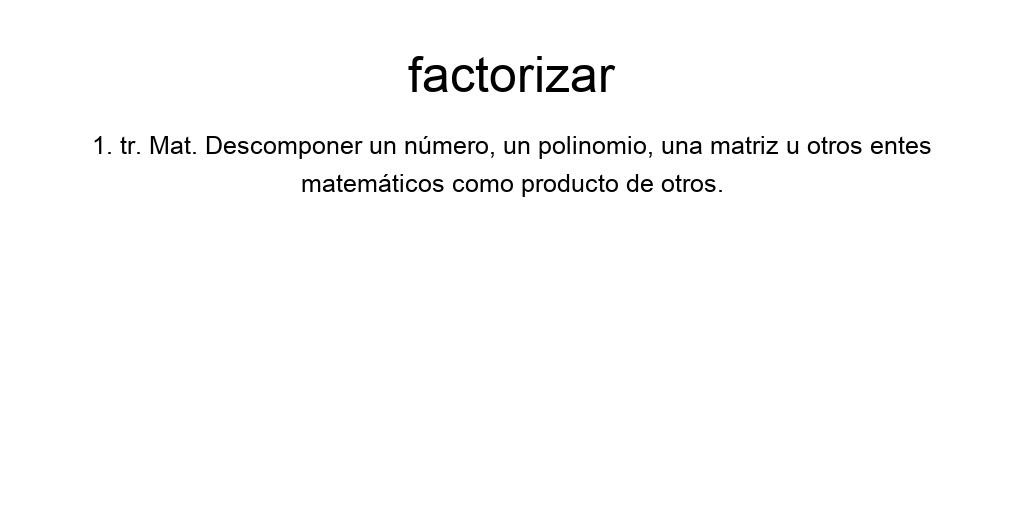 factorizar
1. tr. Mat. Descomponer un número, un polinomio, una matriz u otros entes
matemáticos como producto de otros.